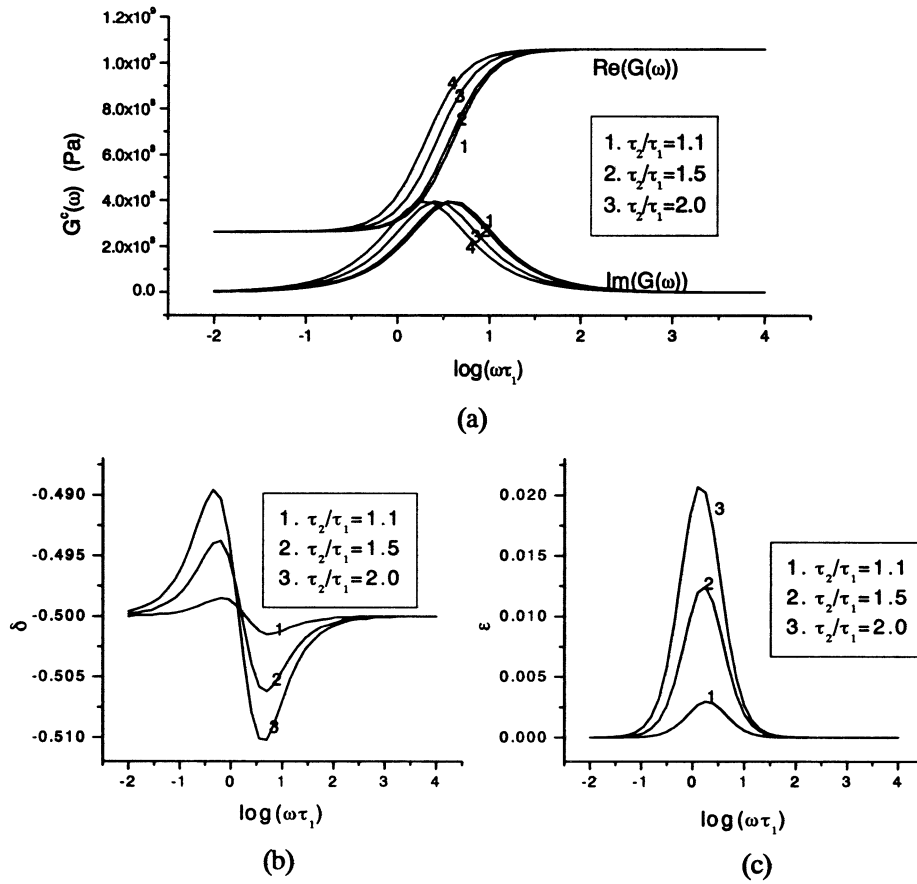 1.2x10⁹
1.0x10⁹
8.0x10⁸
6.0x10⁸
4.0x10⁸
2.0x10⁸
0.0
Gᶜ(ω) (Pa)
Re(G(ω))
4
3
2
1
1. τ₂/τ₁=1.1
2. τ₂/τ₁=1.5
3. τ₂/τ₁=2.0
1
2
3
4
Im(G(ω))
-2 -1 0 1 2 3 4
log(ωτ₁)
(a)
-0.490
-0.495
-0.500
-0.505
-0.510
δ
1. τ₂/τ₁=1.1
2. τ₂/τ₁=1.5
3. τ₂/τ₁=2.0
1
2
3
-2 -1 0 1 2 3 4
log(ωτ₁)
(b)
0.020
0.015
0.010
0.005
0.000
ε
3
2
1
1. τ₂/τ₁=1.1
2. τ₂/τ₁=1.5
3. τ₂/τ₁=2.0
-2 -1 0 1 2 3 4
log(ωτ₁)
(c)